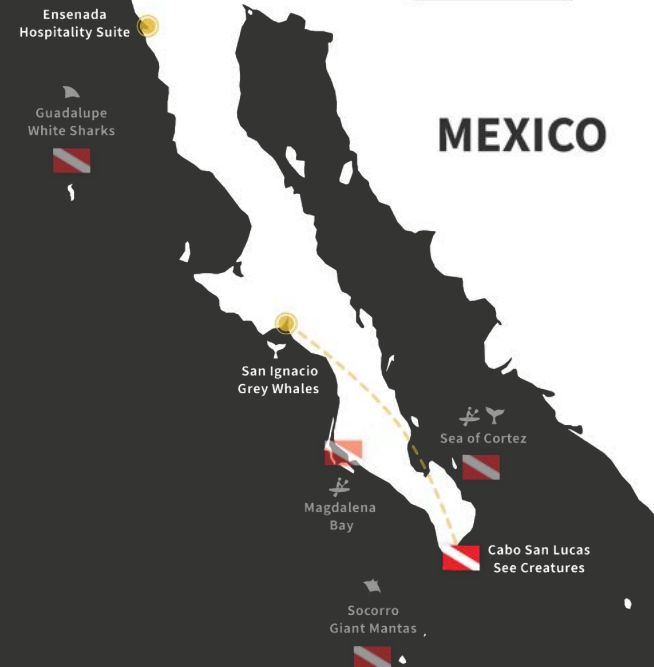 Ensenada
Hospitality Suite
Guadalupe
White Sharks
MEXICO
San Ignacio
Grey Whales
Sea of Cortez
Magdalena
Bay
Cabo San Lucas
See Creatures
Socorro
Giant Mantas